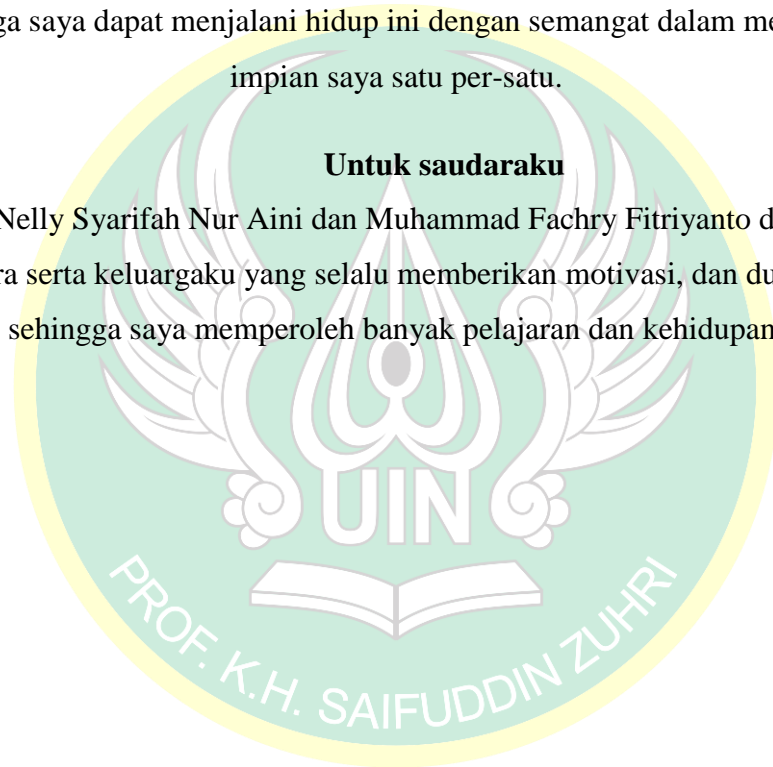 ga saya dapat menjalani hidup ini dengan semangat dalam me
impian saya satu per-satu.
Untuk saudaraku
Nelly Syarifah Nur Aini dan Muhammad Fachry Fitriyanto d
ra serta keluargaku yang selalu memberikan motivasi, dan du
sehingga saya memperoleh banyak pelajaran dan kehidupan
UIN
PROF. K.H. SAIFUDDIN ZUHRI